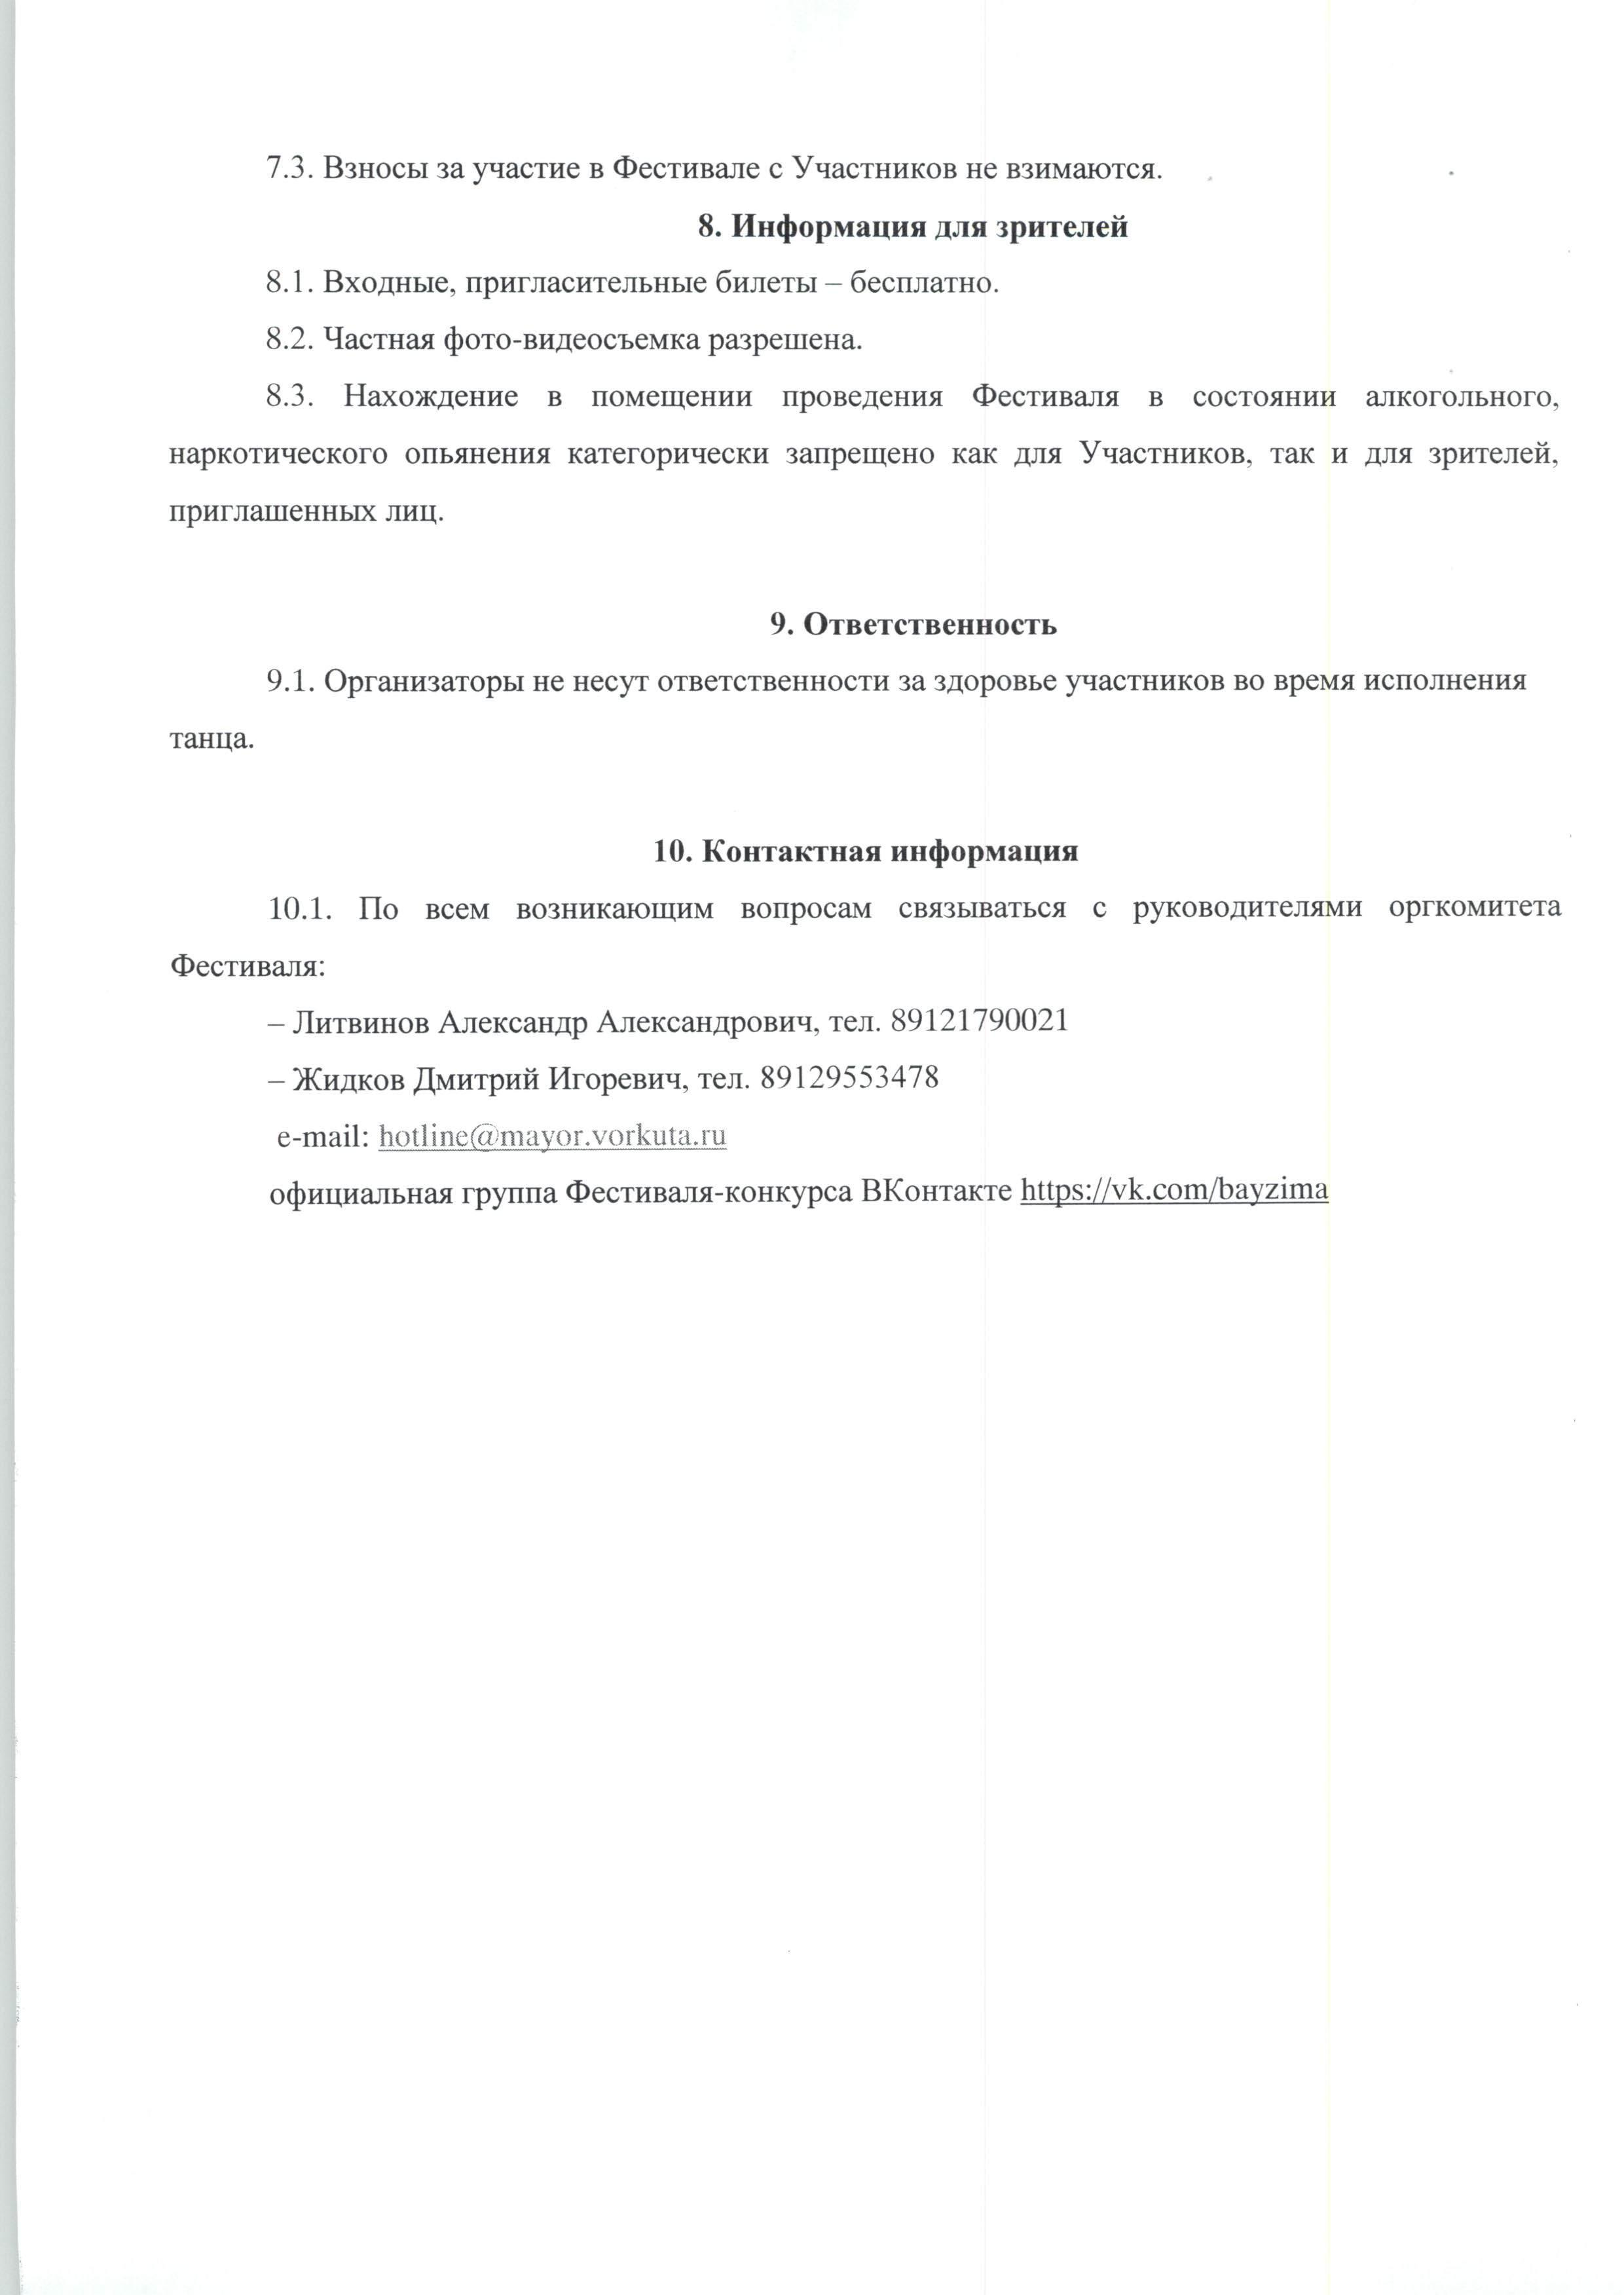 7.3. Взносы за участие в Фестивале с Участников не взимаются.
8. Информация для зрителей
8.1. Входные, пригласительные билеты – бесплатно.
8.2. Частная фото-видеосъемка разрешена.
8.3. Нахождение в помещении проведения Фестиваля в состоянии алкогольного,
наркотического опьянения категорически запрещено как для Участников, так и для зрителей,
приглашенных лиц.
9. Ответственность
9.1. Организаторы не несут ответственности за здоровье участников во время исполнения
танца.
10. Контактная информация
10.1. По всем возникающим вопросам связываться с руководителями оргкомитета
Фестиваля:
– Литвинов Александр Александрович, тел. 89121790021
– Жидков Дмитрий Игоревич, тел. 89129553478
e-mail: hotline@mayor.vorkuta.ru
официальная группа Фестиваля-конкурса ВКонтакте https://vk.com/bayzima